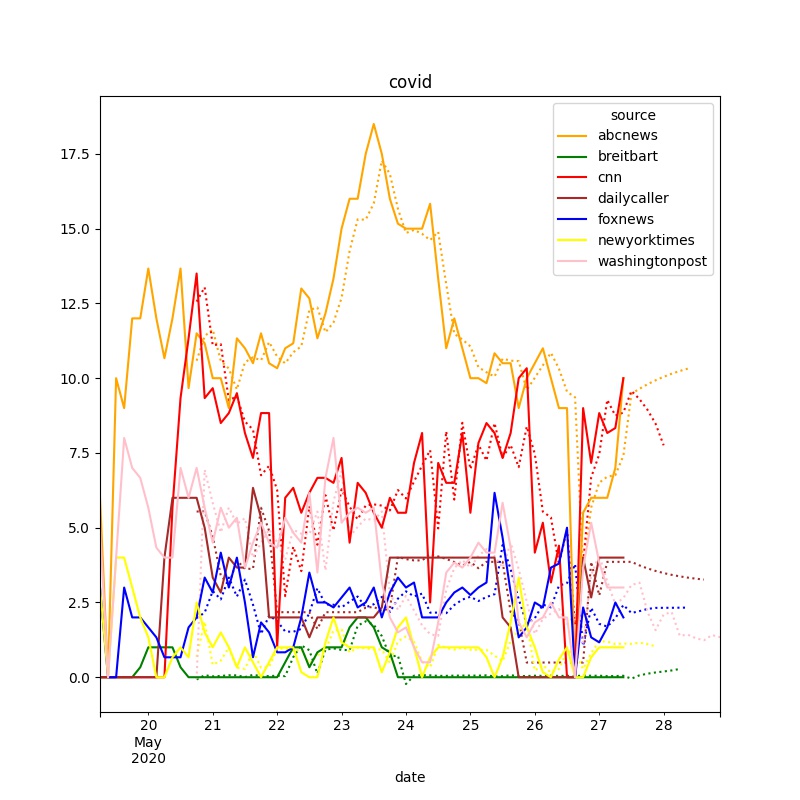 covid
source
abcnews
breitbart
cnn
dailycaller
foxnews
newyorktimes
washingtonpost
17.5
15.0
12.5
10.0
7.5
5.0
2.5
0.0
20 21 22 23 24 25 26 27 28
May
2020
date